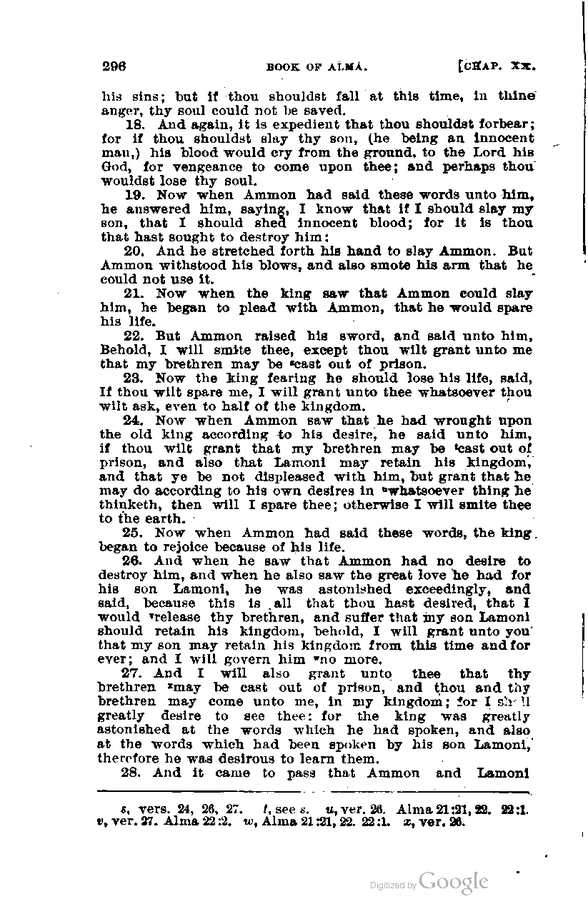 296 BOOK OF ALMA. [CHAP. XX.
his sins; but if thou shouldst fall at this time, in thine
anger, thy soul could not be saved.
18. And again, it is expedient that thou shouldst forbear;
for if thou shouldst slay thy son, (he being an innocent
man,) his blood would cry from the ground, to the Lord his
God, for vengeance to come upon thee; and perhaps thou
wouldst lose thy soul.
19. Now when Ammon had said these words unto him,
he answered him, saying, I know that if I should slay my
son, that I should shed innocent blood; for it is thou
that hast sought to destroy him:
20. And he stretched forth his hand to slay Ammon. But
Ammon withstood his blows, and also smote his arm that he
could not use it.
21. Now when the king saw that Ammon could slay
him, he began to plead with Ammon, that he would spare
his life.
22. But Ammon raised his sword, and said unto him,
Behold, I will smite thee, except thou wilt grant unto me
that my brethren may be ˢcast out of prison.
23. Now the king fearing he should lose his life, said,
If thou wilt spare me, I will grant unto thee whatsoever thou
wilt ask, even to half of the kingdom.
24. Now when Ammon saw that he had wrought upon
the old king according to his desire, he said unto him,
if thou wilt grant that my brethren may be ᵗcast out of
prison, and also that Lamoni may retain his kingdom,
and that ye be not displeased with him, but grant that he
may do according to his own desires in ᵘwhatsoever thing he
thinketh, then will I spare thee; otherwise I will smite thee
to the earth.
25. Now when Ammon had said these words, the king
began to rejoice because of his life.
26. And when he saw that Ammon had no desire to
destroy him, and when he also saw the great love he had for
his son Lamoni, he was astonished exceedingly, and
said, because this is all that thou hast desired, that I
would ᵛrelease thy brethren, and suffer that my son Lamoni
should retain his kingdom, behold, I will grant unto you
that my son may retain his kingdom from this time and for
ever; and I will govern him ʷno more.
27. And I will also grant unto thee that thy
brethren ˣmay be cast out of prison, and thou and thy
brethren may come unto me, in my kingdom; for I shall
greatly desire to see thee: for the king was greatly
astonished at the words which he had spoken, and also
at the words which had been spoken by his son Lamoni,
therefore he was desirous to learn them.
28. And it came to pass that Ammon and Lamoni
s, vers. 24, 26, 27. t, see s. u, ver. 26. Alma 21:21, 22. 22:1.
v, ver. 27. Alma 22:2. w, Alma 21:21, 22. 22:1. x, ver. 26.
Digitized by Google